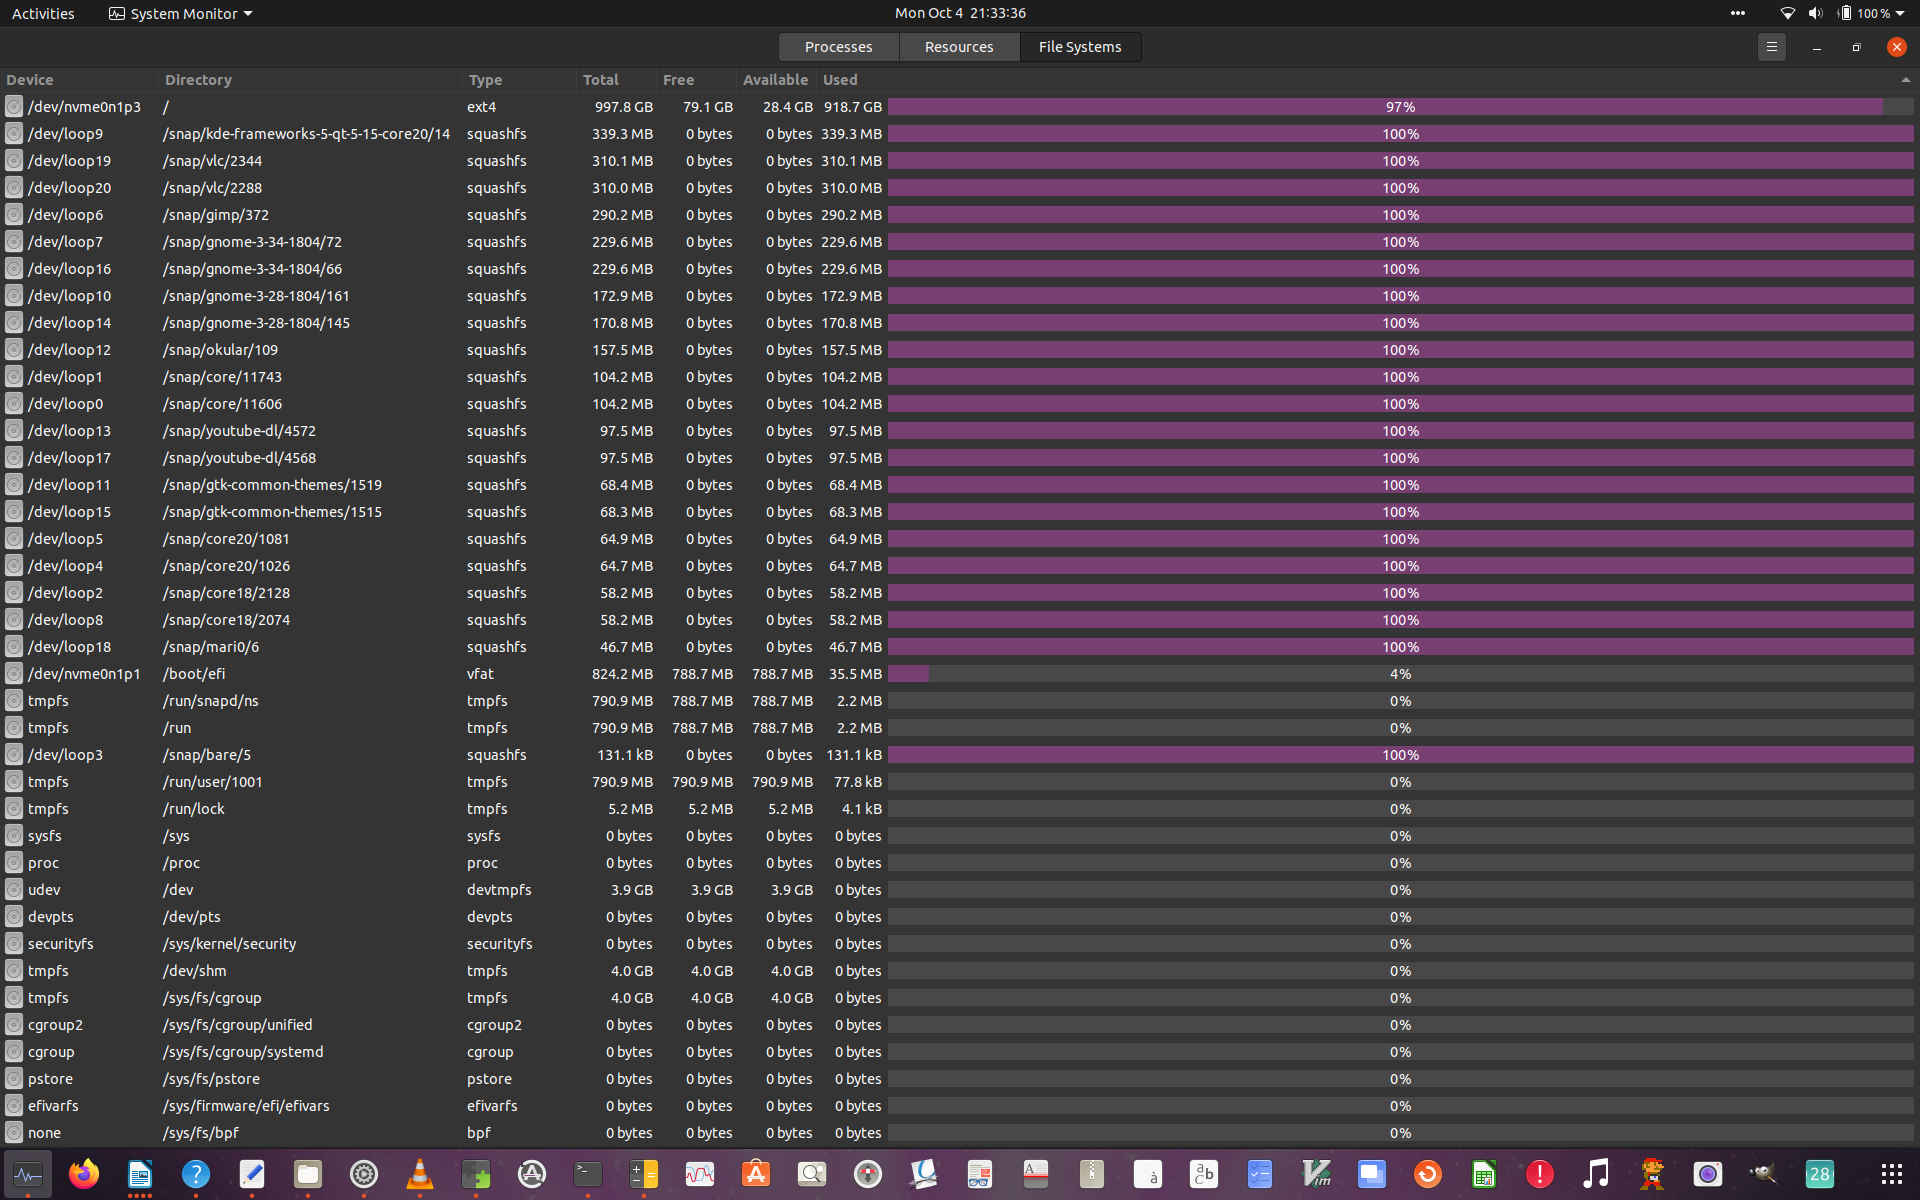 Activities System Monitor Mon Oct 4 21:33:36 100 %
Processes Resources File Systems
Device Directory Type Total Free Available Used
/dev/nvme0n1p3 / ext4 997.8 GB 79.1 GB 28.4 GB 918.7 GB 97%
/dev/loop9 /snap/kde-frameworks-5-qt-5-15-core20/14 squashfs 339.3 MB 0 bytes 0 bytes 339.3 MB 100%
/dev/loop19 /snap/vlc/2344 squashfs 310.1 MB 0 bytes 0 bytes 310.1 MB 100%
/dev/loop20 /snap/vlc/2288 squashfs 310.0 MB 0 bytes 0 bytes 310.0 MB 100%
/dev/loop6 /snap/gimp/372 squashfs 290.2 MB 0 bytes 0 bytes 290.2 MB 100%
/dev/loop7 /snap/gnome-3-34-1804/72 squashfs 229.6 MB 0 bytes 0 bytes 229.6 MB 100%
/dev/loop16 /snap/gnome-3-34-1804/66 squashfs 229.6 MB 0 bytes 0 bytes 229.6 MB 100%
/dev/loop10 /snap/gnome-3-28-1804/161 squashfs 172.9 MB 0 bytes 0 bytes 172.9 MB 100%
/dev/loop14 /snap/gnome-3-28-1804/145 squashfs 170.8 MB 0 bytes 0 bytes 170.8 MB 100%
/dev/loop12 /snap/okular/109 squashfs 157.5 MB 0 bytes 0 bytes 157.5 MB 100%
/dev/loop1 /snap/core/11743 squashfs 104.2 MB 0 bytes 0 bytes 104.2 MB 100%
/dev/loop0 /snap/core/11606 squashfs 104.2 MB 0 bytes 0 bytes 104.2 MB 100%
/dev/loop13 /snap/youtube-dl/4572 squashfs 97.5 MB 0 bytes 0 bytes 97.5 MB 100%
/dev/loop17 /snap/youtube-dl/4568 squashfs 97.5 MB 0 bytes 0 bytes 97.5 MB 100%
/dev/loop11 /snap/gtk-common-themes/1519 squashfs 68.4 MB 0 bytes 0 bytes 68.4 MB 100%
/dev/loop15 /snap/gtk-common-themes/1515 squashfs 68.3 MB 0 bytes 0 bytes 68.3 MB 100%
/dev/loop5 /snap/core20/1081 squashfs 64.9 MB 0 bytes 0 bytes 64.9 MB 100%
/dev/loop4 /snap/core20/1026 squashfs 64.7 MB 0 bytes 0 bytes 64.7 MB 100%
/dev/loop2 /snap/core18/2128 squashfs 58.2 MB 0 bytes 0 bytes 58.2 MB 100%
/dev/loop8 /snap/core18/2074 squashfs 58.2 MB 0 bytes 0 bytes 58.2 MB 100%
/dev/loop18 /snap/mari0/6 squashfs 46.7 MB 0 bytes 0 bytes 46.7 MB 100%
/dev/nvme0n1p1 /boot/efi vfat 824.2 MB 788.7 MB 788.7 MB 35.5 MB 4%
tmpfs /run/snapd/ns tmpfs 790.9 MB 788.7 MB 788.7 MB 2.2 MB 0%
tmpfs /run tmpfs 790.9 MB 788.7 MB 788.7 MB 2.2 MB 0%
/dev/loop3 /snap/bare/5 squashfs 131.1 kB 0 bytes 0 bytes 131.1 kB 100%
tmpfs /run/user/1001 tmpfs 790.9 MB 790.9 MB 790.9 MB 77.8 kB 0%
tmpfs /run/lock tmpfs 5.2 MB 5.2 MB 5.2 MB 4.1 kB 0%
sysfs /sys sysfs 0 bytes 0 bytes 0 bytes 0 bytes 0%
proc /proc proc 0 bytes 0 bytes 0 bytes 0 bytes 0%
udev /dev devtmpfs 3.9 GB 3.9 GB 3.9 GB 0 bytes 0%
devpts /dev/pts devpts 0 bytes 0 bytes 0 bytes 0 bytes 0%
securityfs /sys/kernel/security securityfs 0 bytes 0 bytes 0 bytes 0 bytes 0%
tmpfs /dev/shm tmpfs 4.0 GB 4.0 GB 4.0 GB 0 bytes 0%
tmpfs /sys/fs/cgroup tmpfs 4.0 GB 4.0 GB 4.0 GB 0 bytes 0%
cgroup2 /sys/fs/cgroup/unified cgroup2 0 bytes 0 bytes 0 bytes 0 bytes 0%
cgroup /sys/fs/cgroup/systemd cgroup 0 bytes 0 bytes 0 bytes 0 bytes 0%
pstore /sys/fs/pstore pstore 0 bytes 0 bytes 0 bytes 0 bytes 0%
efivarfs /sys/firmware/efi/efivars efivarfs 0 bytes 0 bytes 0 bytes 0 bytes 0%
none /sys/fs/bpf bpf 0 bytes 0 bytes 0 bytes 0 bytes 0%
28